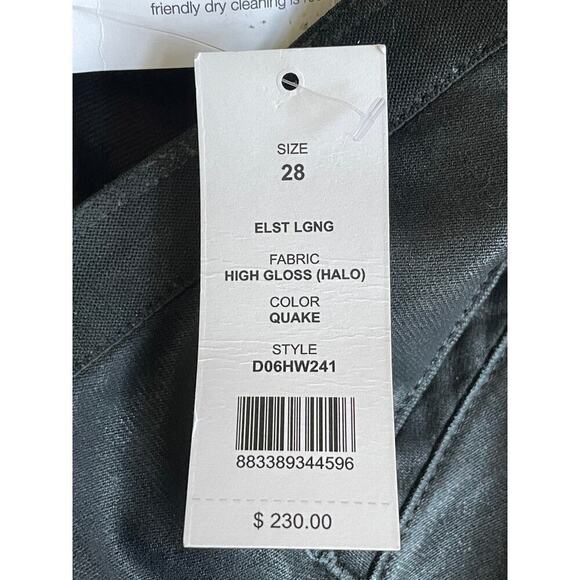 friendly dry cleaning is
SIZE
28
ELST LGNG
FABRIC
HIGH GLOSS (HALO)
COLOR
QUAKE
STYLE
D06HW241
883389344596
$ 230.00